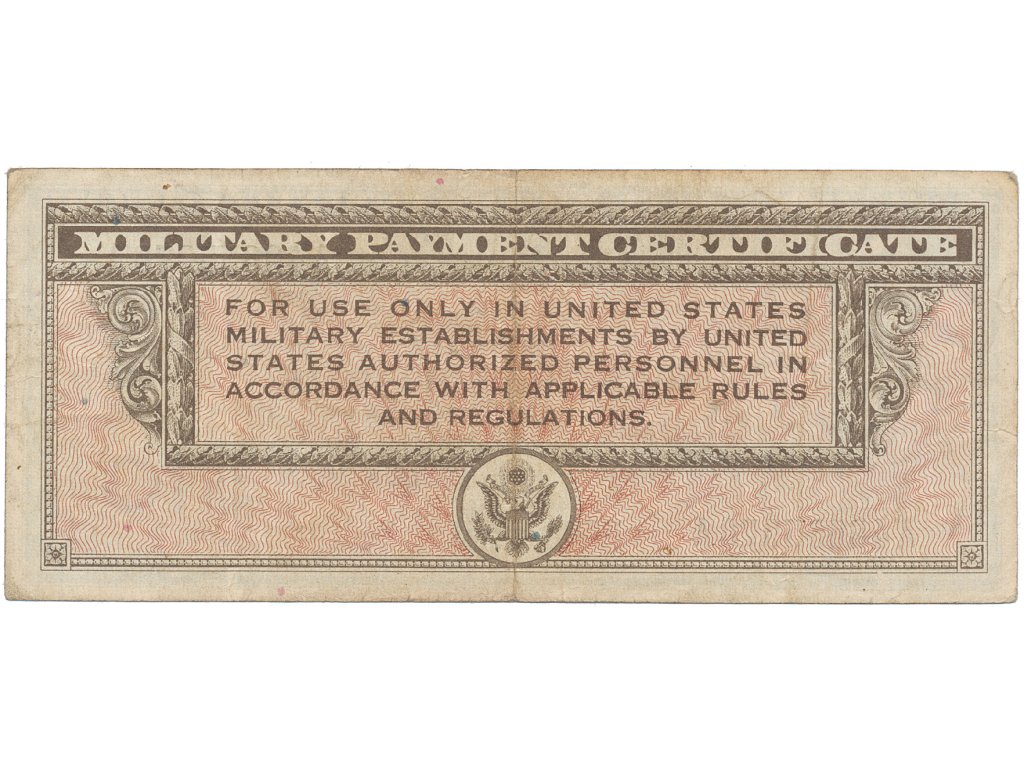 MILITARY PAYMENT CERTIFICATE
FOR USE ONLY IN UNITED STATES
MILITARY ESTABLISHMENTS BY UNITED
STATES AUTHORIZED PERSONNEL IN
ACCORDANCE WITH APPLICABLE RULES
AND REGULATIONS.